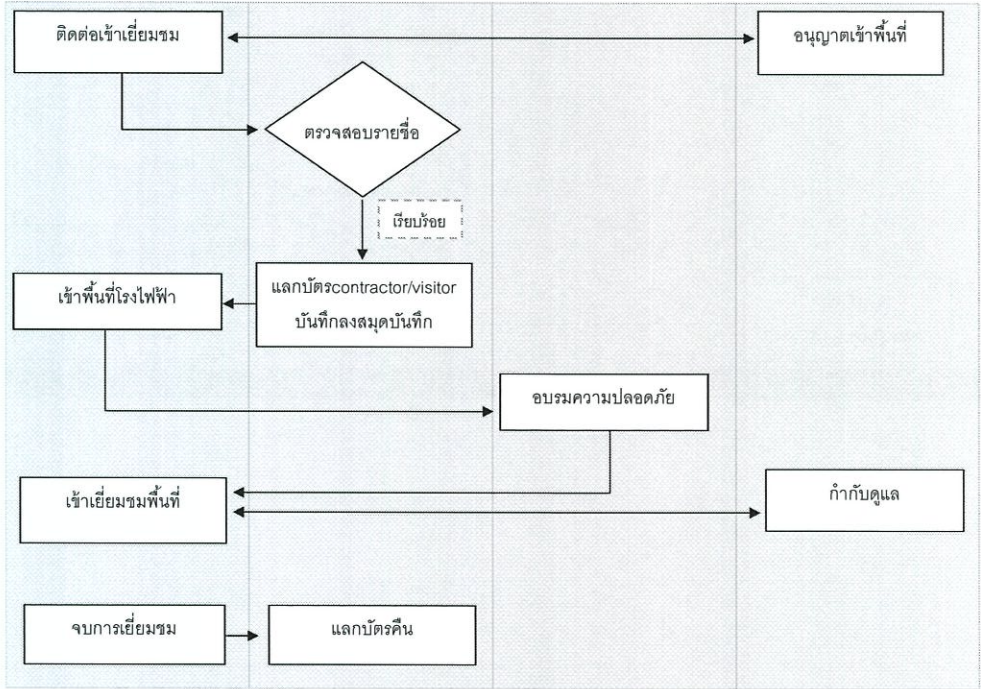 ติดต่อเข้าเยี่ยมชม
อนุญาตเข้าพื้นที่
ตรวจสอบรายชื่อ
เรียบร้อย
เข้าพื้นที่โรงไฟฟ้า
แลกบัตรcontractor/visitor
บันทึกลงสมุดบันทึก
อบรมความปลอดภัย
เข้าเยี่ยมชมพื้นที่
กำกับดูแล
จบการเยี่ยมชม
แลกบัตรคืน